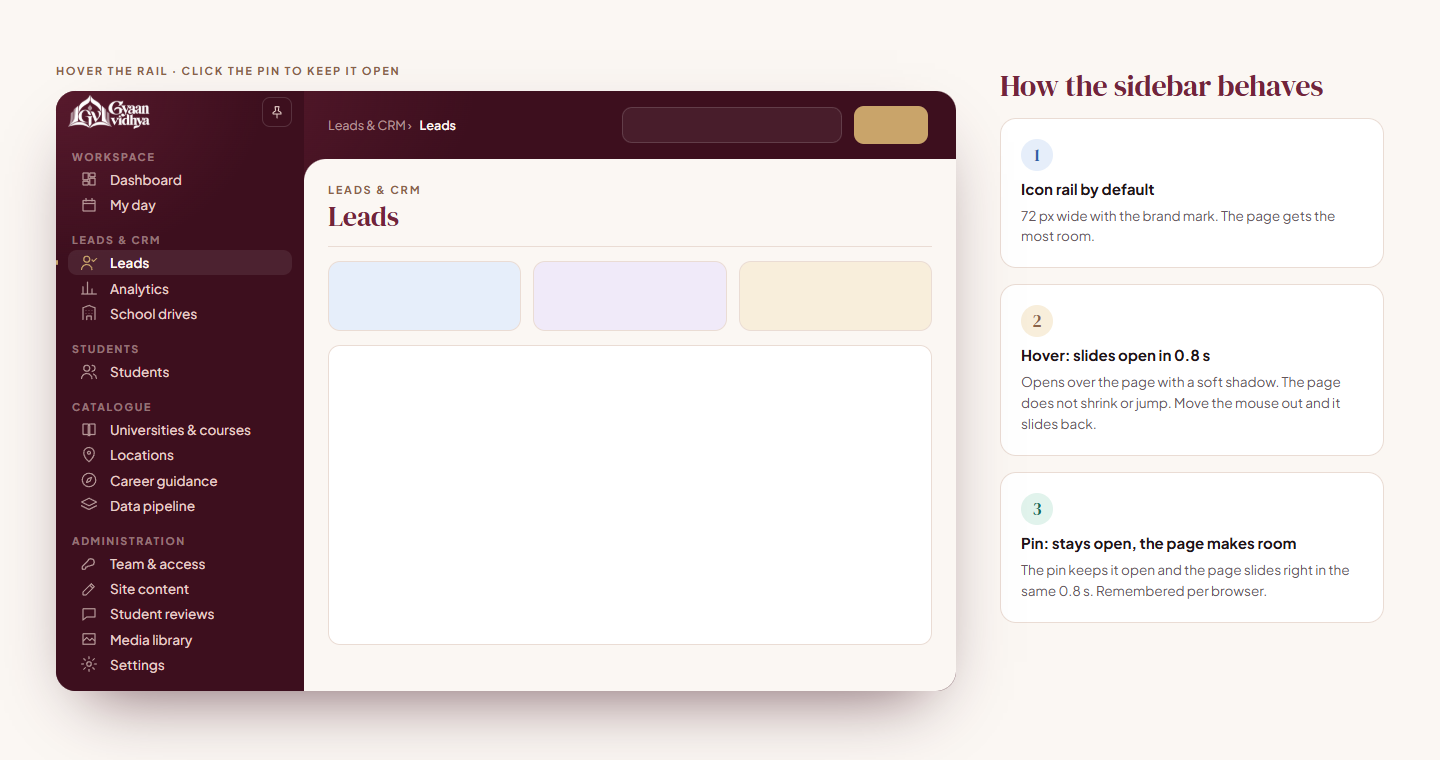 HOVER THE RAIL · CLICK THE PIN TO KEEP IT OPEN
Gyaan
vidhya
WORKSPACE
Dashboard
My day
LEADS & CRM
Leads
Analytics
School drives
STUDENTS
Students
CATALOGUE
Universities & courses
Locations
Career guidance
Data pipeline
ADMINISTRATION
Team & access
Site content
Student reviews
Media library
Settings
Leads & CRM › Leads
LEADS & CRM
Leads
How the sidebar behaves
1
Icon rail by default
72 px wide with the brand mark. The page gets the
most room.
2
Hover: slides open in 0.8 s
Opens over the page with a soft shadow. The page
does not shrink or jump. Move the mouse out and it
slides back.
3
Pin: stays open, the page makes room
The pin keeps it open and the page slides right in the
same 0.8 s. Remembered per browser.